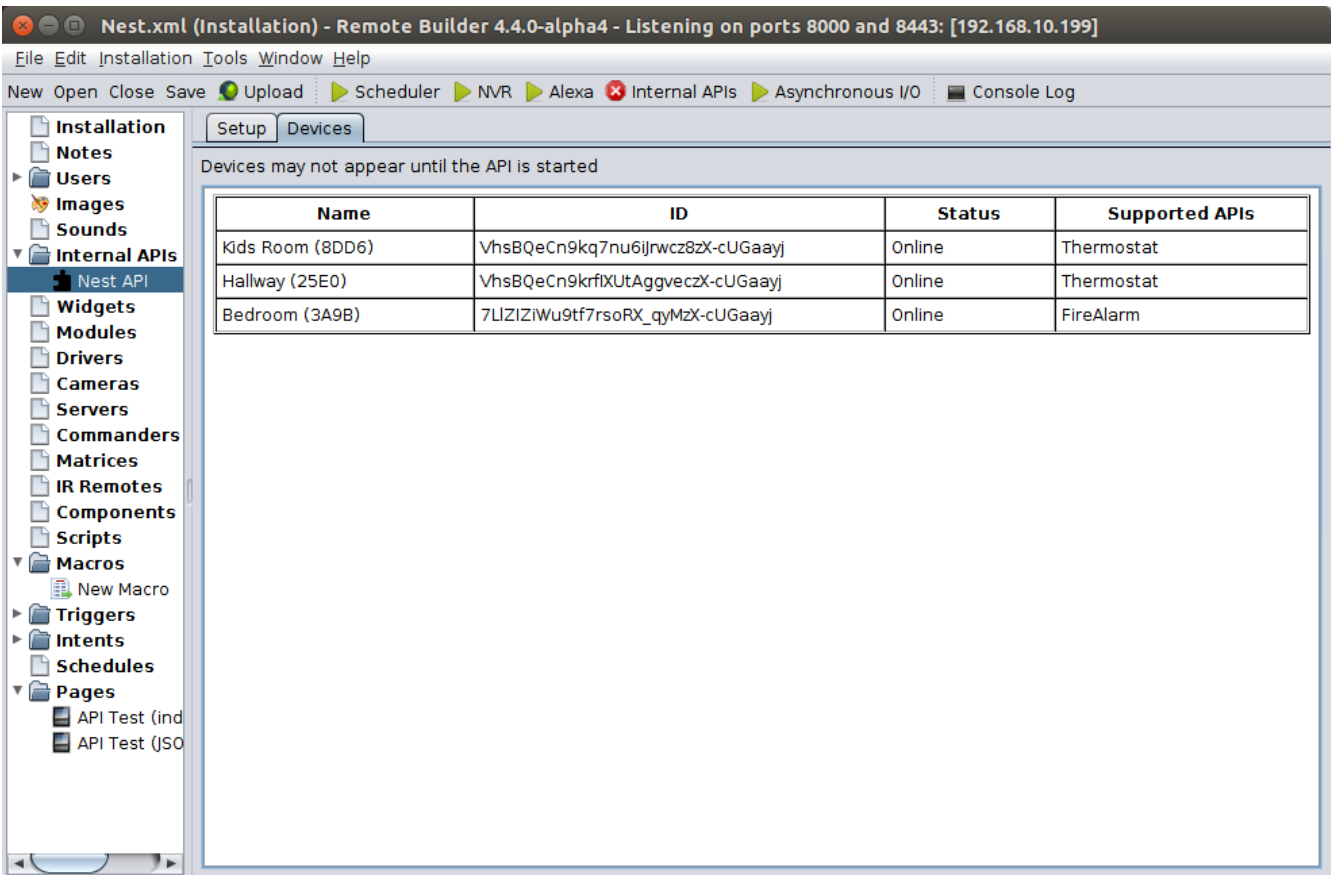 Nest.xml (Installation) - Remote Builder 4.4.0-alpha4 - Listening on ports 8000 and 8443: [192.168.10.199]
File Edit Installation Tools Window Help
New Open Close Save Upload Scheduler NVR Alexa Internal APIs Asynchronous I/O Console Log
Installation
Notes
Users
Images
Sounds
Internal APIs
Nest API
Widgets
Modules
Drivers
Cameras
Servers
Commanders
Matrices
IR Remotes
Components
Scripts
Macros
New Macro
Triggers
Intents
Schedules
Pages
API Test (ind
API Test (JSO
Setup Devices
Devices may not appear until the API is started
Name ID Status Supported APIs
Kids Room (8DD6) VhsBQeCn9kq7nu6iJrwcz8zX-cUGaayj Online Thermostat
Hallway (25E0) VhsBQeCn9krflXUtAggveczX-cUGaayj Online Thermostat
Bedroom (3A9B) 7LlZIZiWu9tf7rsoRX_qyMzX-cUGaayj Online FireAlarm